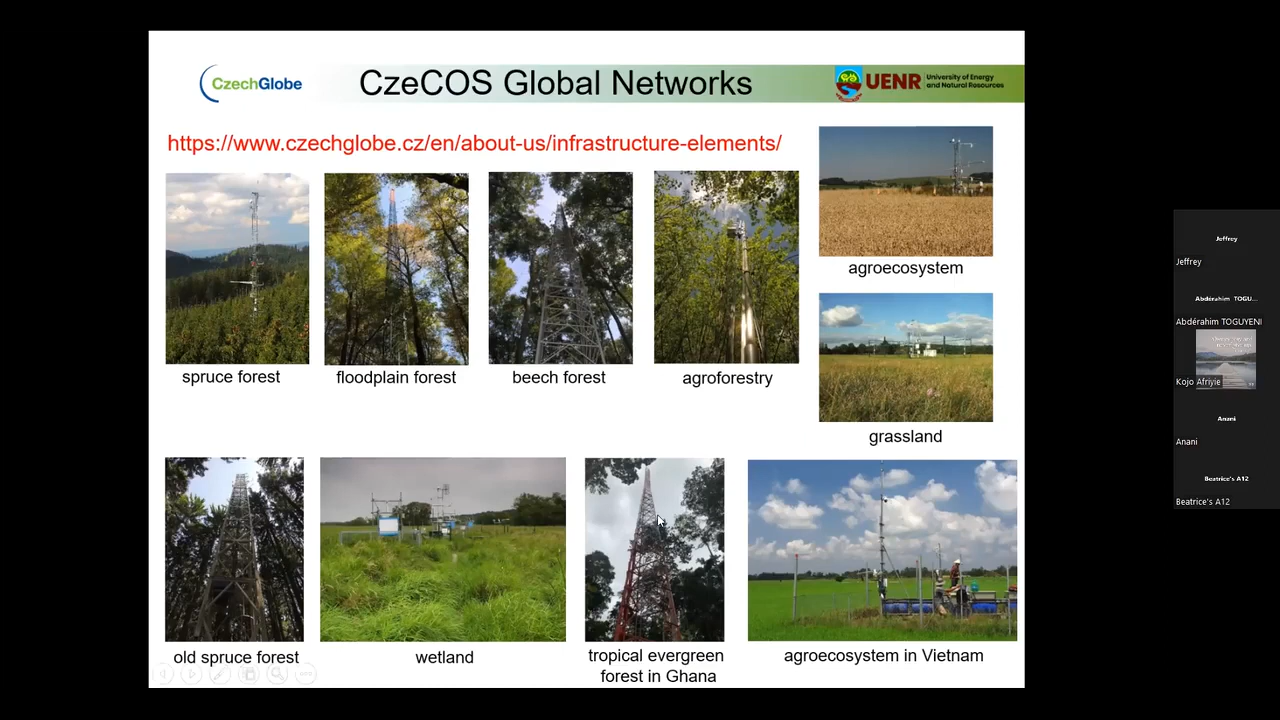 CzechGlobe
CzeCOS Global Networks
UENR
University of Energy
and Natural Resources
https://www.czechglobe.cz/en/about-us/infrastructure-elements/
spruce forest
floodplain forest
beech forest
agroforestry
agroecosystem
grassland
old spruce forest
wetland
tropical evergreen
forest in Ghana
agroecosystem in Vietnam
Jeffrey
Jeffrey
Abdérahim TOGU...
Abdérahim TOGUYENI
Kojo Afriyie
Anani
Anani
Beatrice's A12
Beatrice's A12